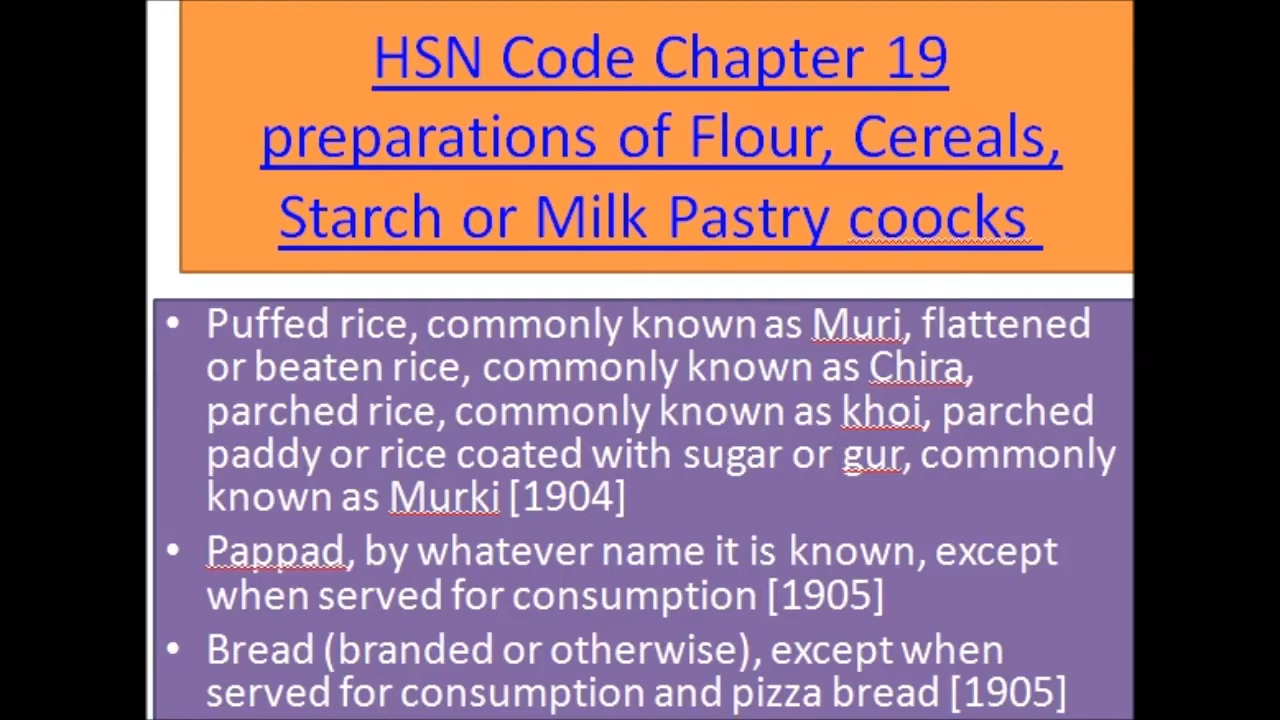 HSN Code Chapter 19
preparations of Flour, Cereals,
Starch or Milk Pastry coocks
• Puffed rice, commonly known as Muri, flattened
or beaten rice, commonly known as Chira,
parched rice, commonly known as khoi, parched
paddy or rice coated with sugar or gur, commonly
known as Murki [1904]
• Pappad, by whatever name it is known, except
when served for consumption [1905]
• Bread (branded or otherwise), except when
served for consumption and pizza bread [1905]